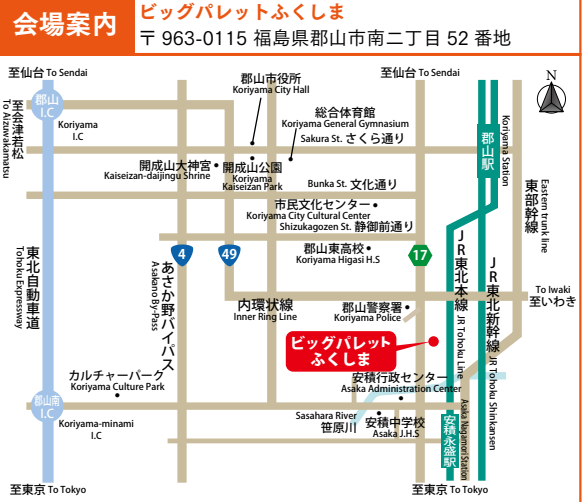 会場案内
ビッグパレットふくしま
〒963-0115 福島県郡山市南二丁目52番地
至仙台 To Sendai
至仙台 To Sendai
N
郡山
I.C
Koriyama
I.C
至会津若松
To Aizuwakamatsu
郡山市役所
Koriyama City Hall
総合体育館
Koriyama General Gymnasium
Sakura St. さくら通り
郡山駅
Koriyama Station
開成山大神宮
Kaiseizan-daijingu Shrine
開成山公園
Koriyama
Kaiseizan Park
Bunka St. 文化通り
東部幹線
Eastern trunk line
市民文化センター
Koriyama City Cultural Center
Shizukagozen St. 静御前通り
東北自動車道
Tohoku Expressway
4
49
17
あさか野バイパス
Asakano By-Pass
郡山東高校
Koriyama Higasi H.S
JR東北本線 JR Tohoku Line
JR東北新幹線 JR Tohoku Shinkansen
To Iwaki
至いわき
内環状線
Inner Ring Line
郡山警察署
Koriyama Police
ビッグパレット
ふくしま
カルチャーパーク
Koriyama Culture Park
安積行政センター
Asaka Administration Center
郡山南
I.C
Koriyama-minami
I.C
Sasahara River
笹原川
安積中学校
Asaka J.H.S
安積永盛駅
Asaka Nagamori Station
至東京 To Tokyo
至東京 To Tokyo